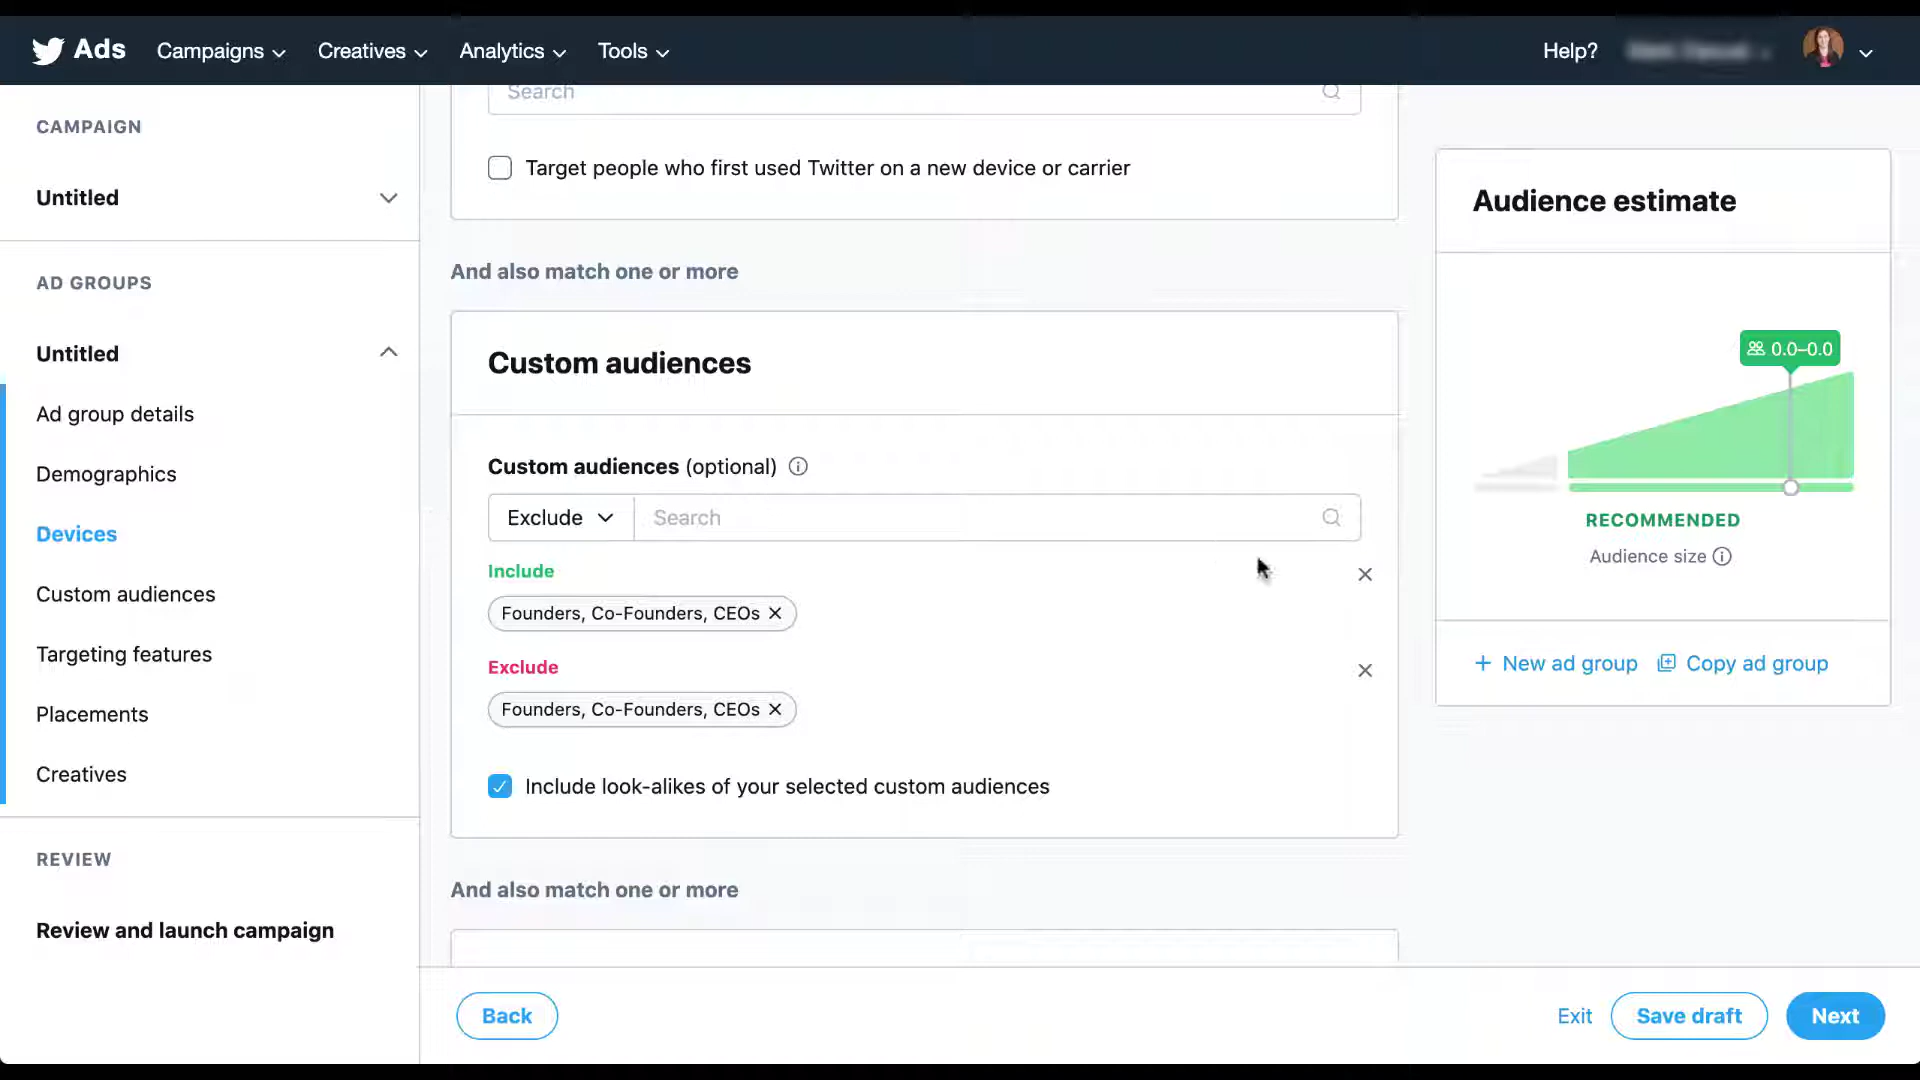 Ads Campaigns Creatives Analytics Tools Help?
CAMPAIGN
Untitled
AD GROUPS
Untitled
Ad group details
Demographics
Devices
Custom audiences
Targeting features
Placements
Creatives
REVIEW
Review and launch campaign
Search
Target people who first used Twitter on a new device or carrier
And also match one or more
Custom audiences
Custom audiences (optional)
Exclude Search
Include
Founders, Co-Founders, CEOs
Exclude
Founders, Co-Founders, CEOs
Include look-alikes of your selected custom audiences
And also match one or more
Audience estimate
0.0–0.0
RECOMMENDED
Audience size
+ New ad group Copy ad group
Back Exit Save draft Next